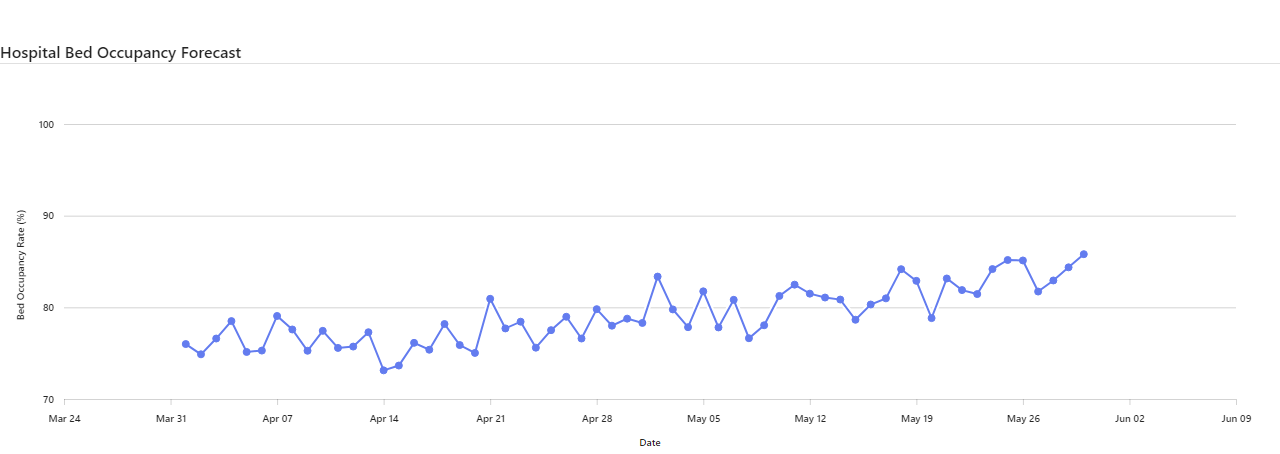 Hospital Bed Occupancy Forecast
100
90
80
70
Bed Occupancy Rate (%)
Mar 24 Mar 31 Apr 07 Apr 14 Apr 21 Apr 28 May 05 May 12 May 19 May 26 Jun 02 Jun 09
Date